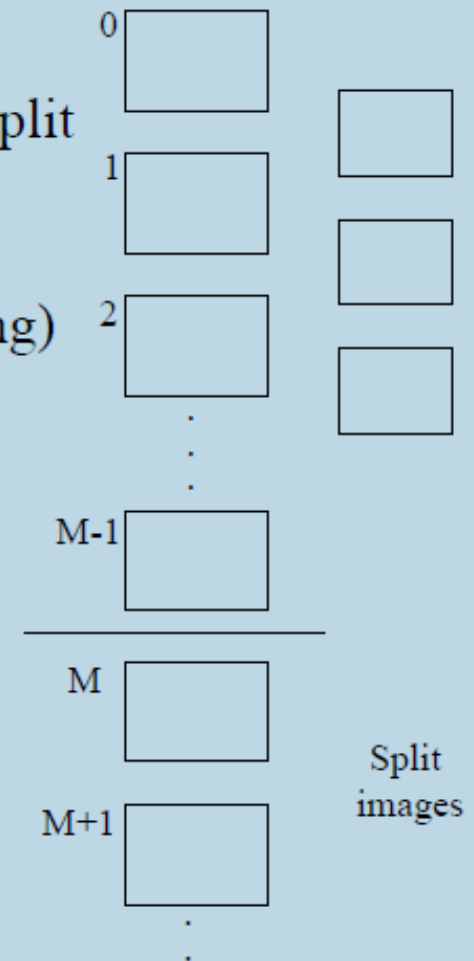 0
plit
1
ng)
2
.
.
.
M-1
M
Split
images
M+1
.
.